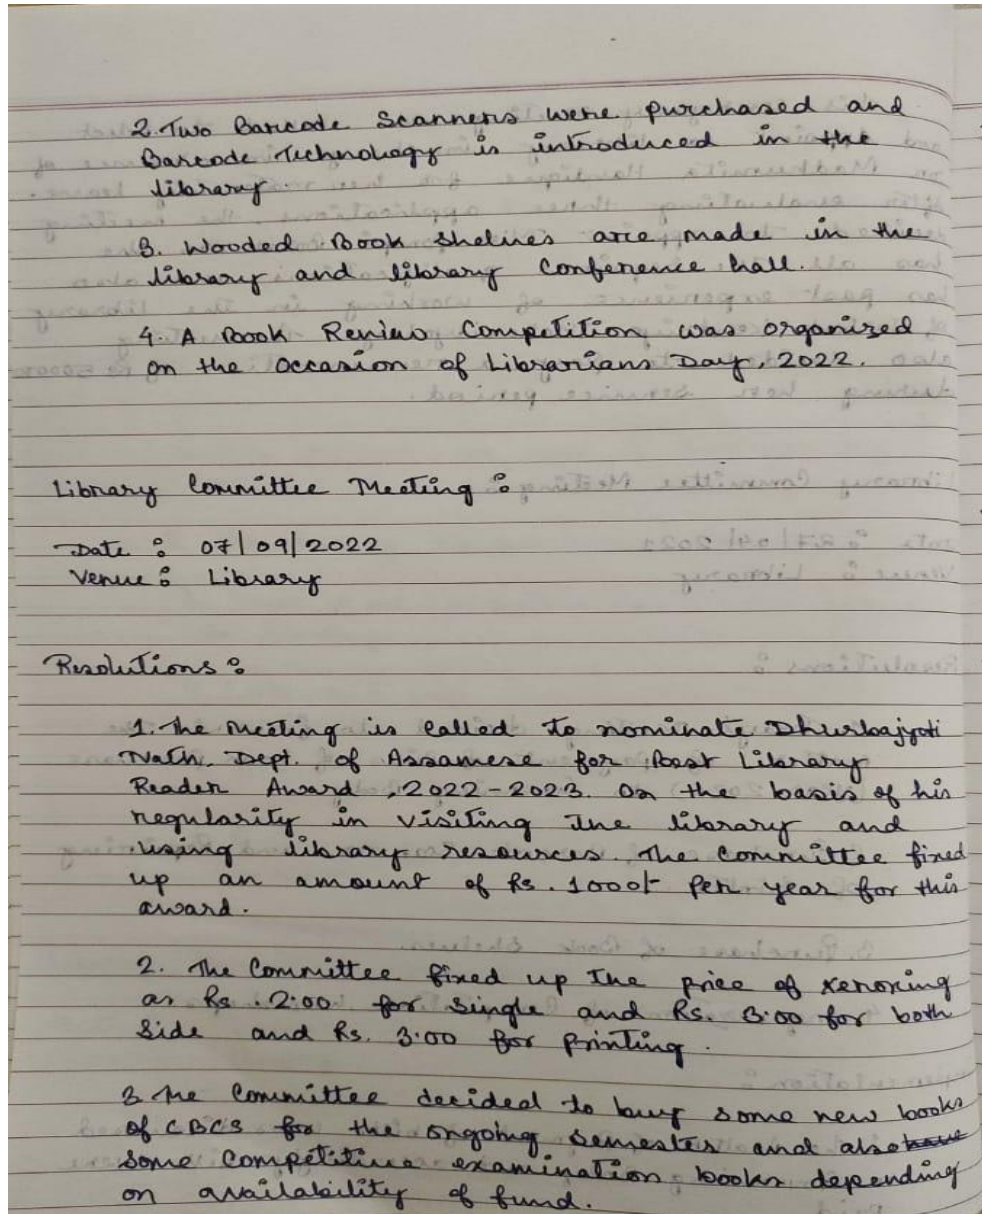 2. Two Barcode Scanners were purchased and
Barcode Technology is introduced in the
library.
3. Wooded Book Shelves are made in the
library and library Conference hall.
4. A Book Review Competition was organized
on the Occasion of Librarians Day, 2022.
Library Committee Meeting :
Date : 07/09/2022
Venue : Library
Resolutions :
1. The meeting is called to nominate Dhurbajyoti
Nath, Dept. of Assamese for Best Library
Reader Award, 2022-2023. On the basis of his
regularity in visiting the library and
using library resources. The Committee fixed
up an amount of Rs. 1000/- per year for this
award.
2. The Committee fixed up the price of xeroxing
as Rs. 2.00 for single and Rs. 3.00 for both
Side and Rs. 3.00 for printing.
3. The Committee decided to buy some new books
of CBCS for the ongoing semester and also have
some competitive examination books depending
on availability of fund.